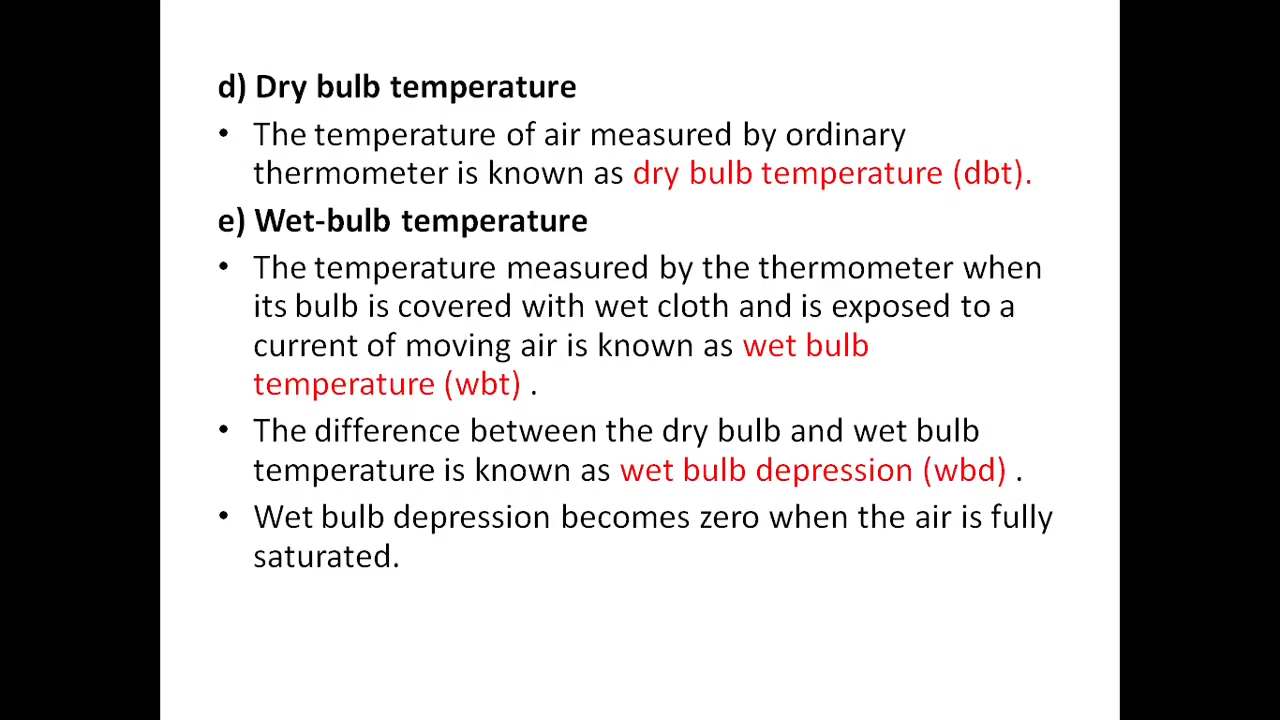 d) Dry bulb temperature
• The temperature of air measured by ordinary
thermometer is known as dry bulb temperature (dbt).
e) Wet-bulb temperature
• The temperature measured by the thermometer when
its bulb is covered with wet cloth and is exposed to a
current of moving air is known as wet bulb
temperature (wbt) .
• The difference between the dry bulb and wet bulb
temperature is known as wet bulb depression (wbd) .
• Wet bulb depression becomes zero when the air is fully
saturated.